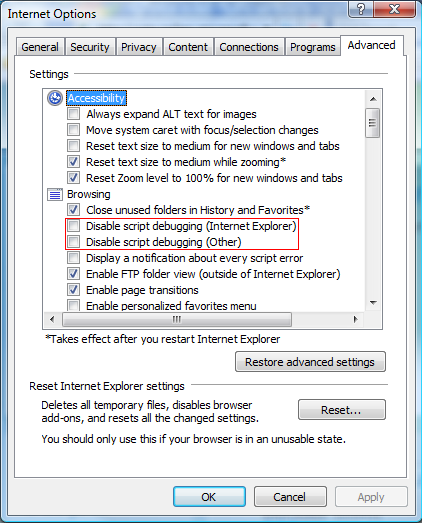 Internet Options
General Security Privacy Content Connections Programs Advanced
Settings
Accessibility
Always expand ALT text for images
Move system caret with focus/selection changes
Reset text size to medium for new windows and tabs
Reset text size to medium while zooming*
Reset Zoom level to 100% for new windows and tabs
Browsing
Close unused folders in History and Favorites*
Disable script debugging (Internet Explorer)
Disable script debugging (Other)
Display a notification about every script error
Enable FTP folder view (outside of Internet Explorer)
Enable page transitions
Enable personalized favorites menu
*Takes effect after you restart Internet Explorer
Restore advanced settings
Reset Internet Explorer settings
Deletes all temporary files, disables browser
add-ons, and resets all the changed settings.
Reset...
You should only use this if your browser is in an unusable state.
OK Cancel Apply